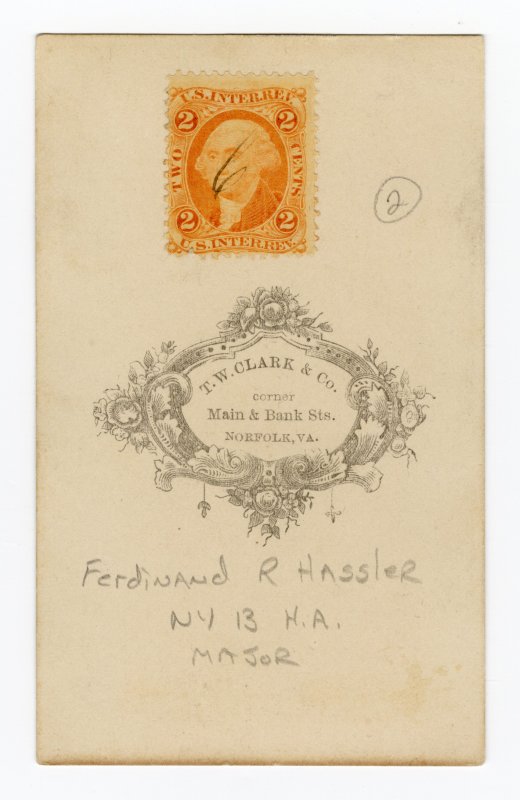 U.S. INTER. REV.
2 2
TWO CENTS
2 2
U.S. INTER. REV.
2
T. W. CLARK & Co.
corner
Main & Bank Sts.
NORFOLK, VA.
Ferdinand R Hassler
NY 13 H.A.
Major